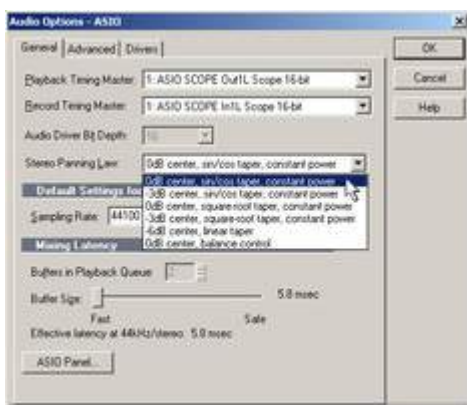 Audio Options - ASIO
General Advanced Drivers
OK
Cancel
Help
Playback Timing Master: 1: ASIO SCOPE Out1L Scope 16-bit
Record Timing Master: 1: ASIO SCOPE In1L Scope 16-bit
Audio Driver Bit Depth: 16
Stereo Panning Law: 0dB center, sin/cos taper, constant power
0dB center, sin/cos taper, constant power
-3dB center, sin/cos taper, constant power
0dB center, square-root taper, constant power
-3dB center, square-root taper, constant power
-6dB center, linear taper
0dB center, balance control
Default Settings for
Sampling Rate: 44100
Mixing Latency
Buffers in Playback Queue: 2
Buffer Size: 5.8 msec
Fast Safe
Effective latency at 44kHz/stereo: 5.8 msec
ASIO Panel...